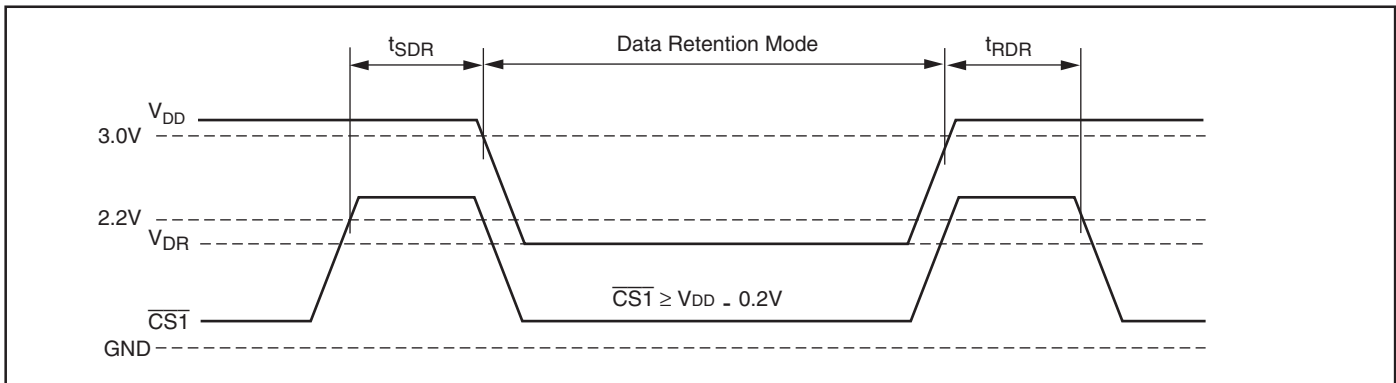 tSDR Data Retention Mode tRDR
VDD
3.0V
2.2V
VDR
CS1 ≥ VDD - 0.2V
CS1
GND